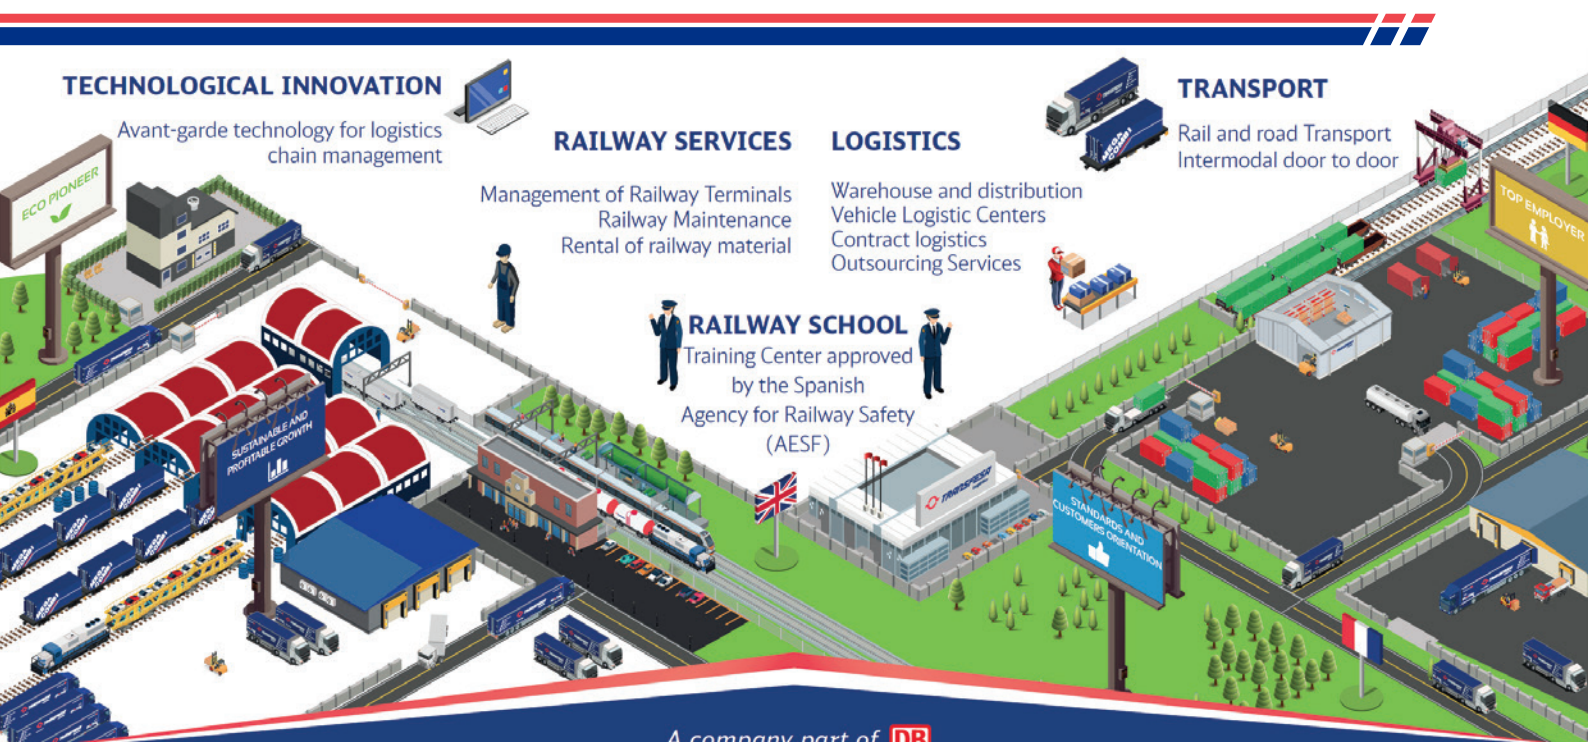 TECHNOLOGICAL INNOVATION
Avant-garde technology for logistics
chain management
RAILWAY SERVICES
Management of Railway Terminals
Railway Maintenance
Rental of railway material
LOGISTICS
Warehouse and distribution
Vehicle Logistic Centers
Contract logistics
Outsourcing Services
TRANSPORT
Rail and road Transport
Intermodal door to door
RAILWAY SCHOOL
Training Center approved
by the Spanish
Agency for Railway Safety
(AESF)
ECO PIONEER
TOP EMPLOYER
SUSTAINABLE AND
PROFITABLE GROWTH
TRANSFESA
STANDARDS AND
CUSTOMERS ORIENTATION
MEGA
COMBI
A company part of DB